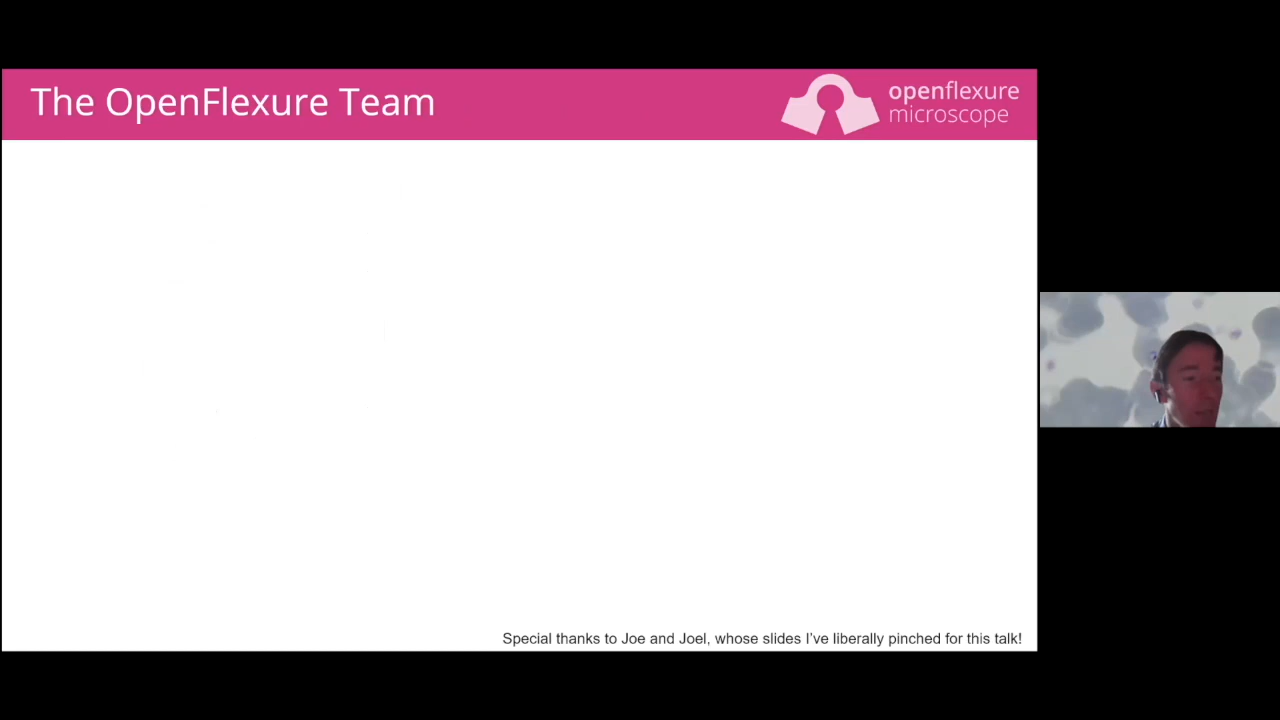 The OpenFlexure Team
openflexure
microscope
Special thanks to Joe and Joel, whose slides I've liberally pinched for this talk!